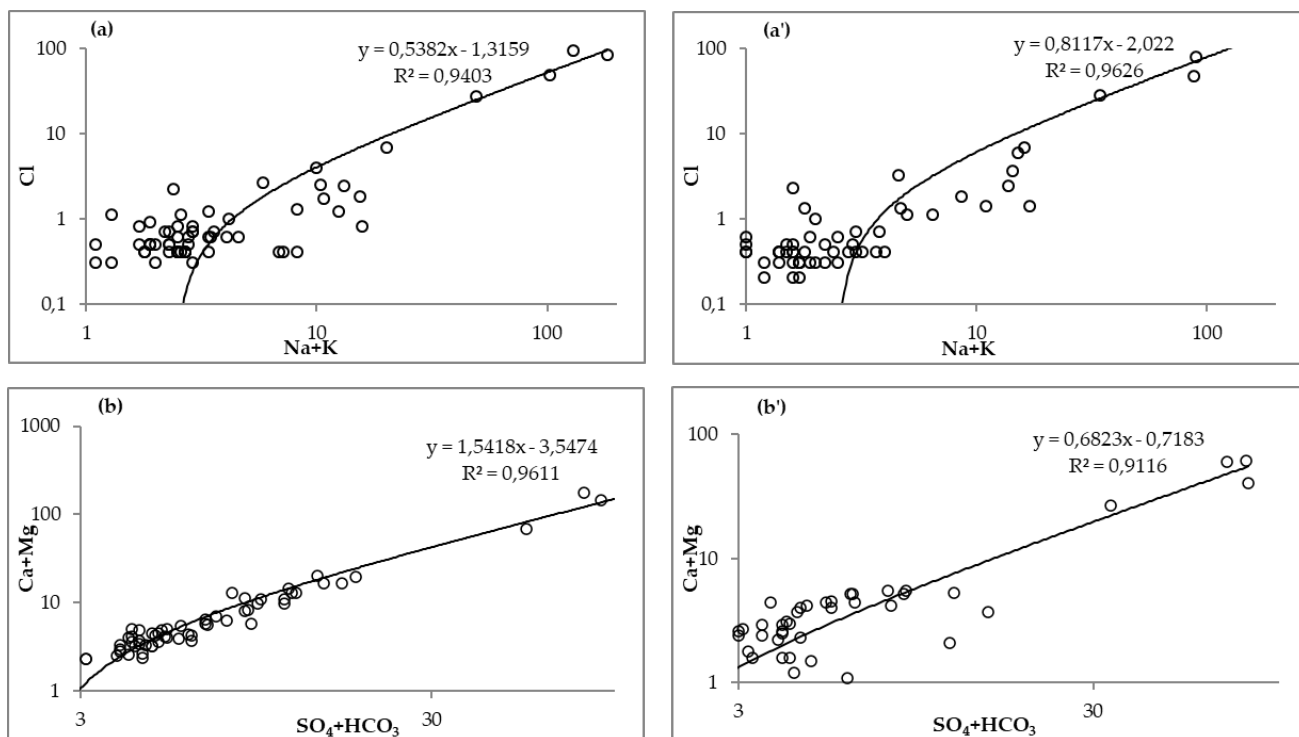 (a)
y = 0,5382x - 1,3159
R² = 0,9403
100
10
1
0,1
Cl
1
10
100
Na+K
(a')
y = 0,8117x - 2,022
R² = 0,9626
100
10
1
0,1
Cl
1
10
100
Na+K
(b)
y = 1,5418x - 3,5474
R² = 0,9611
1000
100
10
1
Ca+Mg
3
30
SO₄+HCO₃
(b')
y = 0,6823x - 0,7183
R² = 0,9116
100
10
1
Ca+Mg
3
30
SO₄+HCO₃